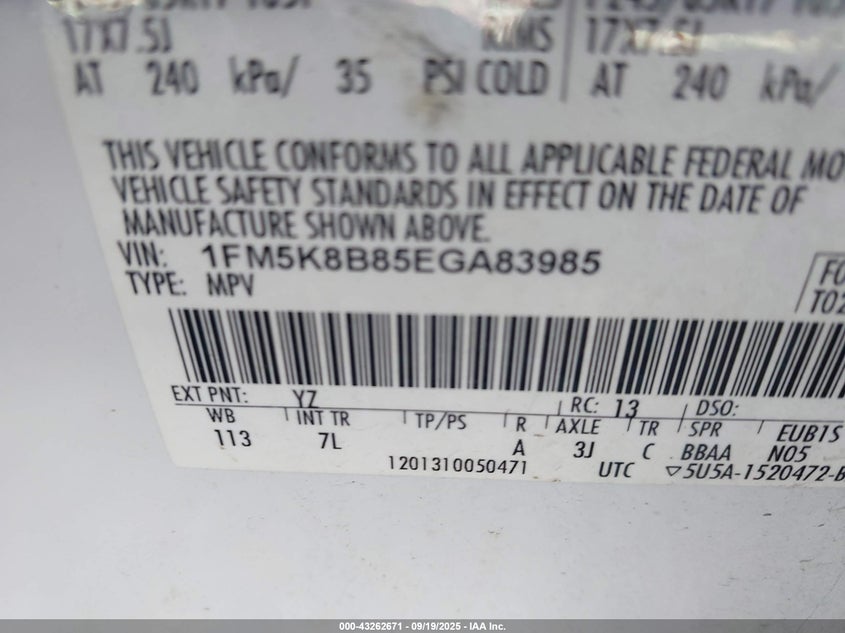 17X7.5J RIMS 17X7.5J
AT 240 kPa/ 35 PSI COLD AT 240 kPa/
THIS VEHICLE CONFORMS TO ALL APPLICABLE FEDERAL MO
VEHICLE SAFETY STANDARDS IN EFFECT ON THE DATE OF
MANUFACTURE SHOWN ABOVE.
VIN: 1FM5K8B85EGA83985
TYPE: MPV
FO
T02
EXT PNT: YZ RC: 13 DSO:
WB INT TR TP/PS R AXLE TR SPR EUB1S
113 7L A 3J C BBAA N05
1201310050471 UTC ▽5U5A-1520472-B
000-43262671 - 09/19/2025 - IAA Inc.